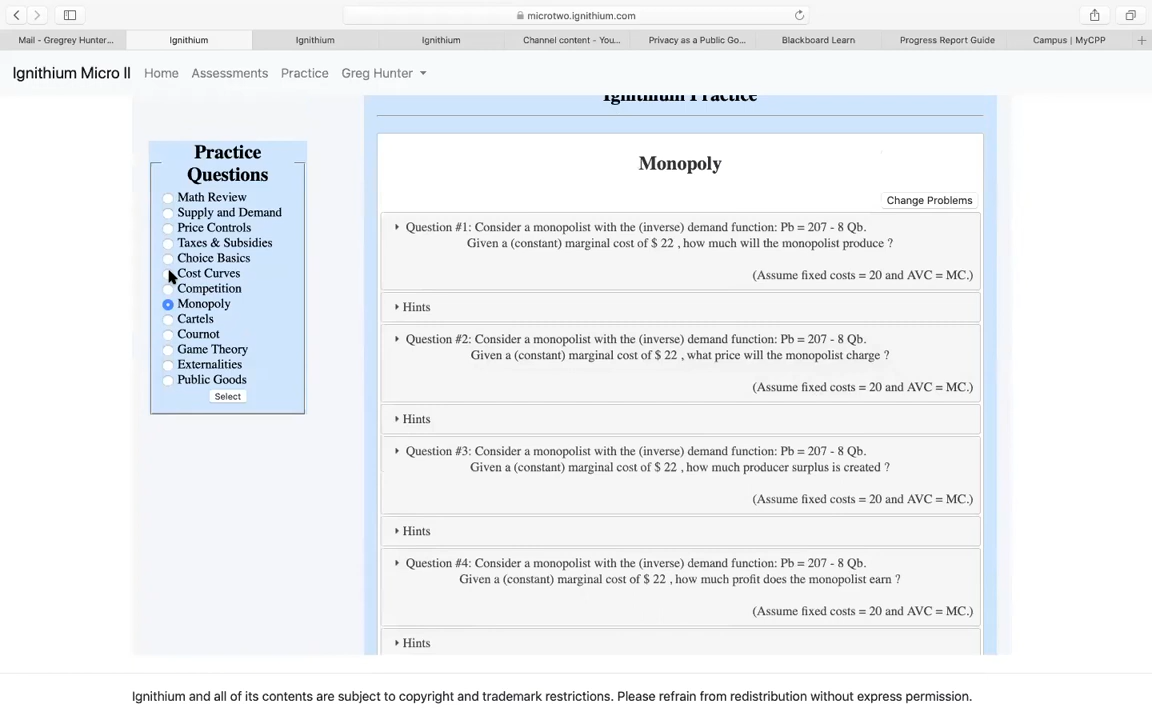 microtwo.ignithium.com
Mail - Gregrey Hunter...
Ignithium
Ignithium
Ignithium
Channel content - You...
Privacy as a Public Go...
Blackboard Learn
Progress Report Guide
Campus | MyCPP
Ignithium Micro II Home Assessments Practice Greg Hunter
Ignithium Practice
Practice
Questions
Math Review
Supply and Demand
Price Controls
Taxes & Subsidies
Choice Basics
Cost Curves
Competition
Monopoly
Cartels
Cournot
Game Theory
Externalities
Public Goods
Select
Monopoly
Change Problems
Question #1: Consider a monopolist with the (inverse) demand function: Pb = 207 - 8 Qb.
Given a (constant) marginal cost of $ 22 , how much will the monopolist produce ?
(Assume fixed costs = 20 and AVC = MC.)
Hints
Question #2: Consider a monopolist with the (inverse) demand function: Pb = 207 - 8 Qb.
Given a (constant) marginal cost of $ 22 , what price will the monopolist charge ?
(Assume fixed costs = 20 and AVC = MC.)
Hints
Question #3: Consider a monopolist with the (inverse) demand function: Pb = 207 - 8 Qb.
Given a (constant) marginal cost of $ 22 , how much producer surplus is created ?
(Assume fixed costs = 20 and AVC = MC.)
Hints
Question #4: Consider a monopolist with the (inverse) demand function: Pb = 207 - 8 Qb.
Given a (constant) marginal cost of $ 22 , how much profit does the monopolist earn ?
(Assume fixed costs = 20 and AVC = MC.)
Hints
Ignithium and all of its contents are subject to copyright and trademark restrictions. Please refrain from redistribution without express permission.